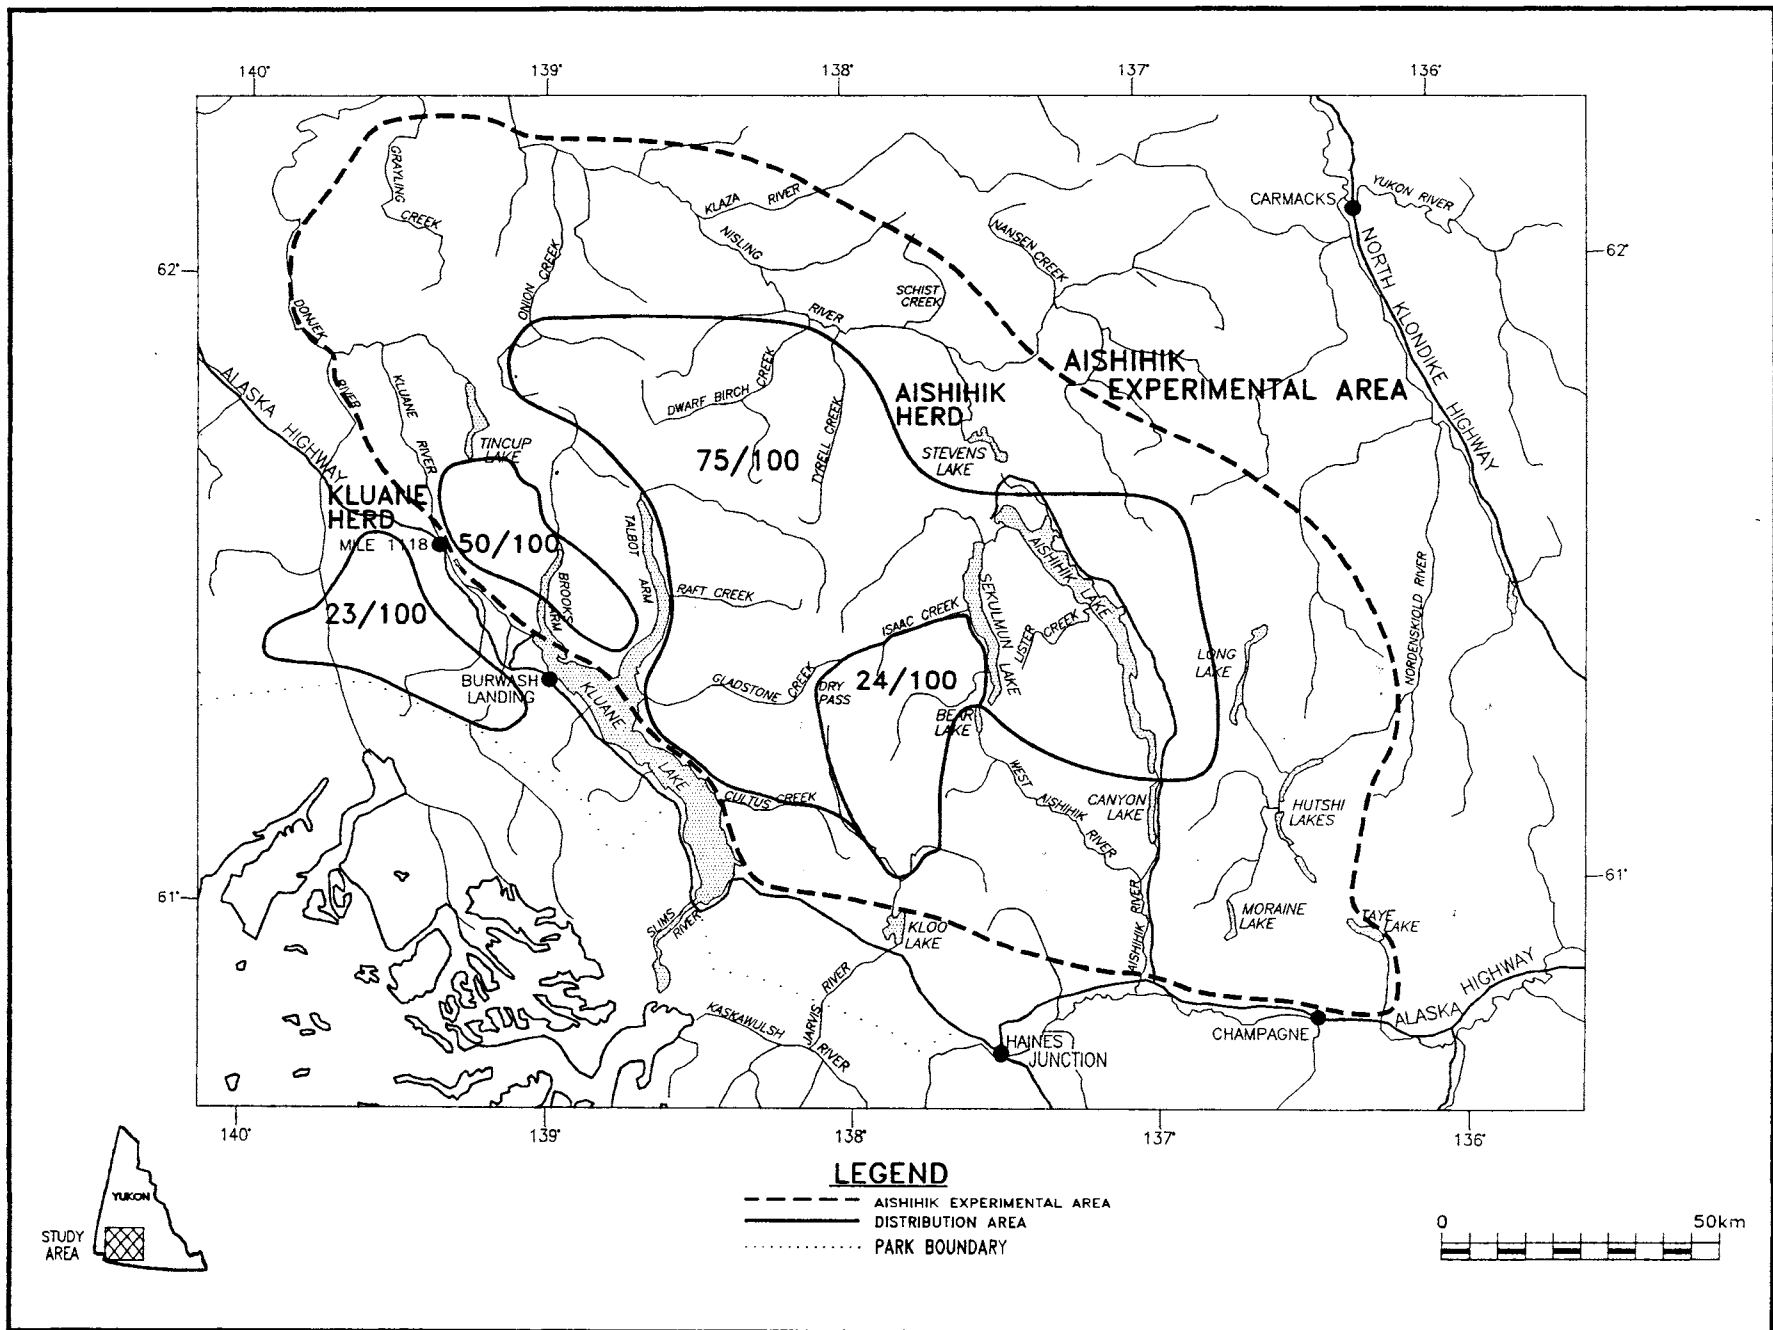 140°
139°
138°
137°
136°
GRAYLING
CREEK
KLAZA RIVER
NISLING
RIVER
CARMACKS
YUKON RIVER
NANSEN CREEK
NORTH KLONDIKE HIGHWAY
62°
62°
ONION CREEK
SCHIST
CREEK
DONJEK
RIVER
KLUANE
RIVER
ALASKA HIGHWAY
AISHIHIK
EXPERIMENTAL AREA
AISHIHIK
HERD
DWARF BIRCH CREEK
TYRELL CREEK
TINCUP
LAKE
75/100
STEVENS
LAKE
KLUANE
HERD
MILE 1118
50/100
TALBOT
ARM
BROOKS
ARM
RAFT CREEK
23/100
AISHIHIK LAKE
SEKULMUN LAKE
ISAAC CREEK
LISTER CREEK
NORDENSKIOLD RIVER
LONG
LAKE
BURWASH
LANDING
GLADSTONE CREEK
DRY
PASS
24/100
BEAR
LAKE
KLUANE
LAKE
CULTUS CREEK
WEST AISHIHIK RIVER
CANYON
LAKE
HUTSHI
LAKES
61°
61°
SLIMS
RIVER
KLOO
LAKE
AISHIHIK RIVER
MORAINE
LAKE
TAYE
LAKE
KASKAWULSH
RIVER
JARVIS RIVER
HAINES
JUNCTION
CHAMPAGNE
ALASKA HIGHWAY
140°
139°
138°
137°
136°
YUKON
STUDY
AREA
LEGEND
AISHIHIK EXPERIMENTAL AREA
DISTRIBUTION AREA
PARK BOUNDARY
0 50km